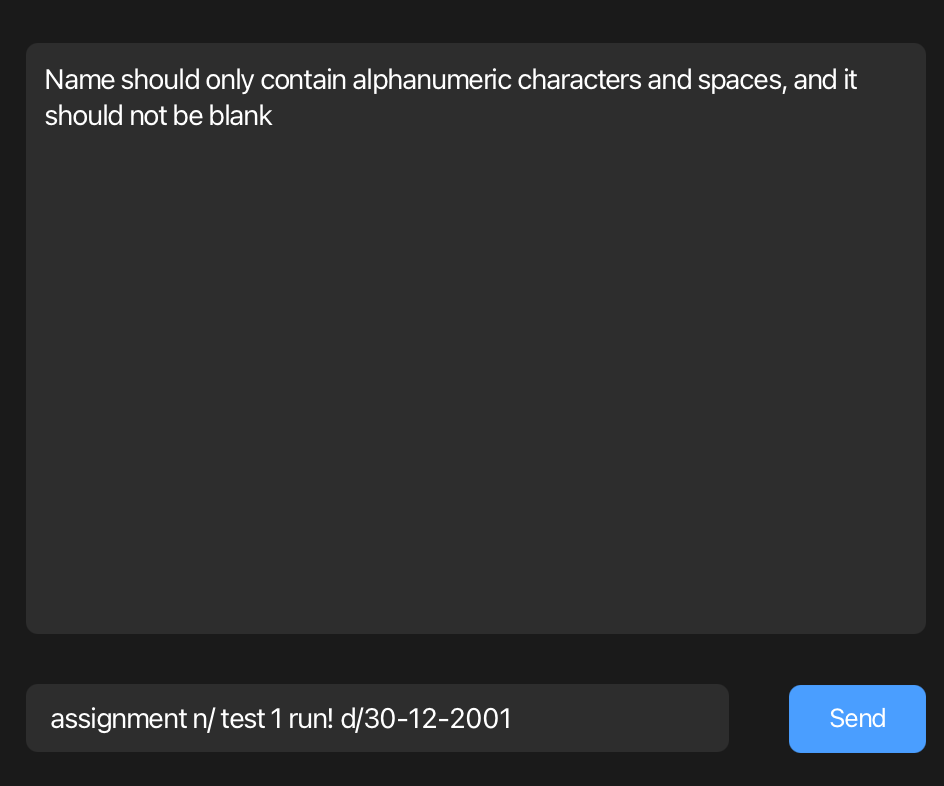 Name should only contain alphanumeric characters and spaces, and it
should not be blank
assignment n/ test 1 run! d/30-12-2001
Send